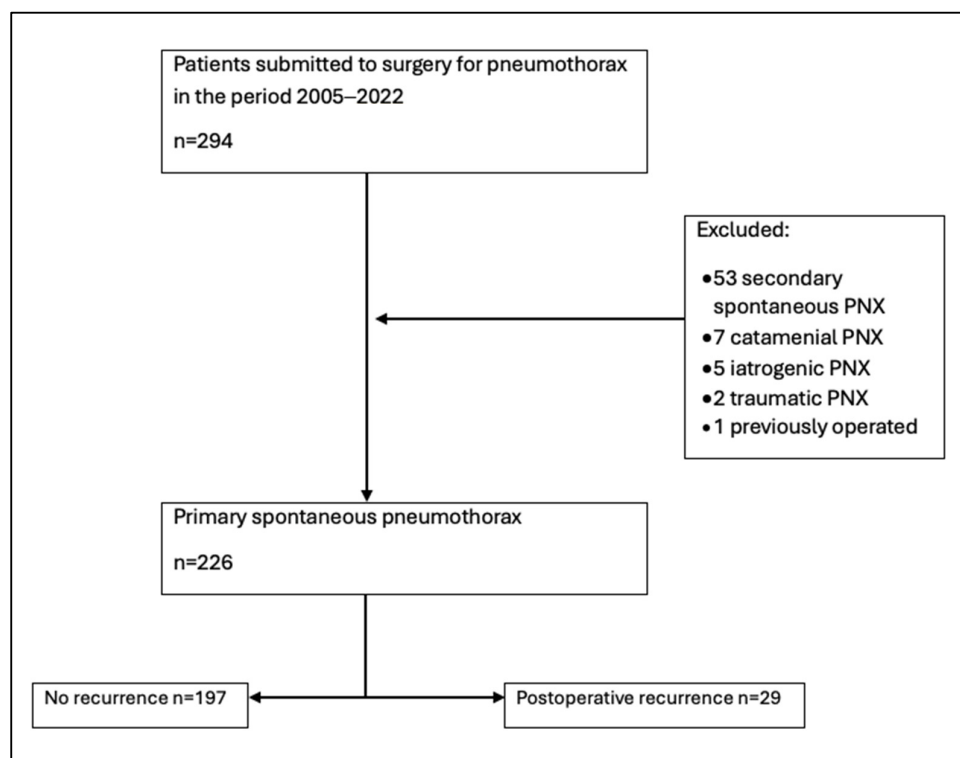 Patients submitted to surgery for pneumothorax
in the period 2005–2022
n=294
Excluded:
•53 secondary
spontaneous PNX
•7 catamenial PNX
•5 iatrogenic PNX
•2 traumatic PNX
•1 previously operated
Primary spontaneous pneumothorax
n=226
No recurrence n=197
Postoperative recurrence n=29